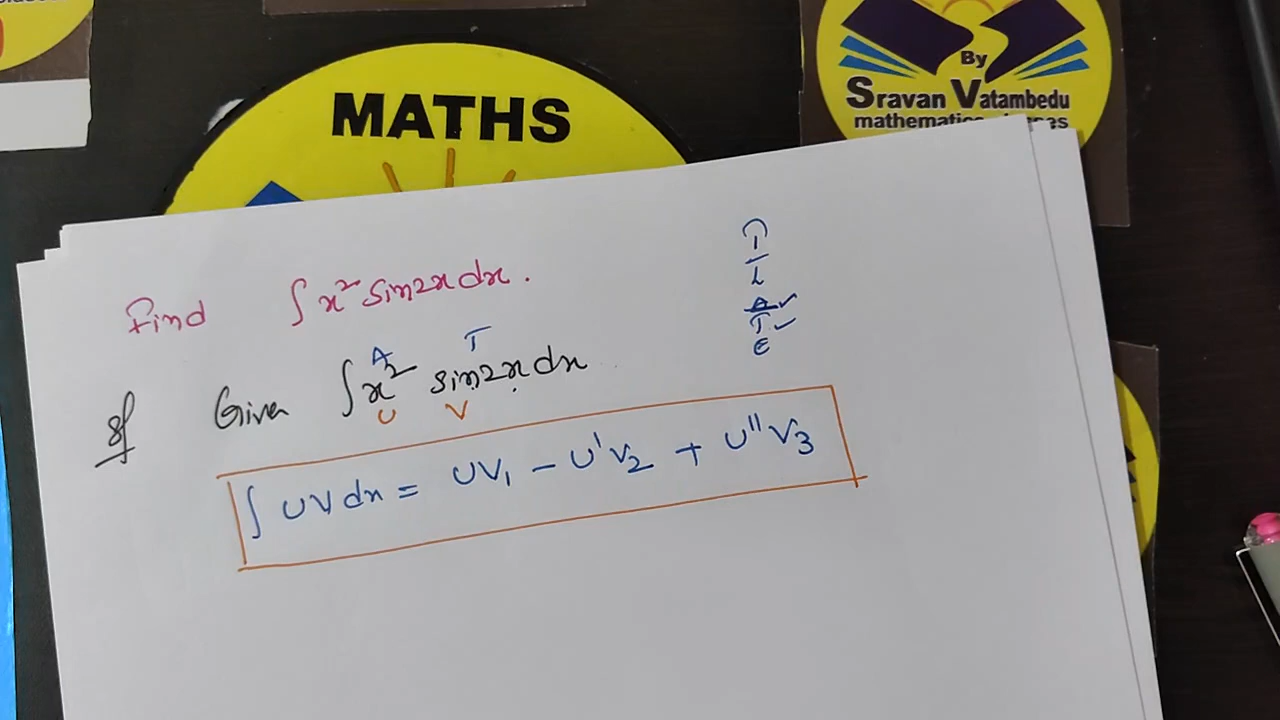 MATHS
By
Sravan Vatambedu
Find ∫ x² sin2x dx.
I
L
A ✓
T ✓
E
A T
Sol Given ∫ x² sin2x dx
U V
∫ UV dx = UV₁ − U'V₂ + U''V₃